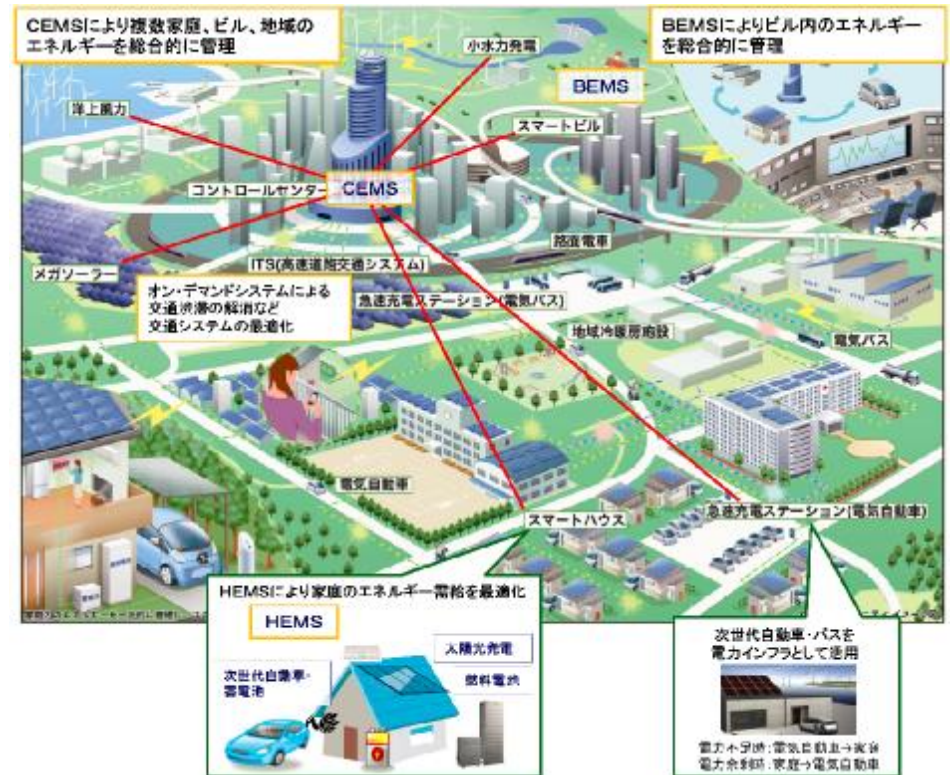 CEMSにより複数家庭、ビル、地域の
エネルギーを総合的に管理
BEMSによりビル内のエネルギー
を総合的に管理
小水力発電
BEMS
洋上風力
スマートビル
コントロールセンター
CEMS
路面電車
メガソーラー
ITS(高速道路交通システム)
オン・デマンドシステムによる
交通渋滞の解消など
交通システムの最適化
急速充電ステーション(電気バス)
地域冷暖房施設
電気バス
電気自動車
スマートハウス
急速充電ステーション(電気自動車)
HEMSにより家庭のエネルギー需給を最適化
HEMS
太陽光発電
次世代自動車・
蓄電池
燃料電池
次世代自動車・バスを
電力インフラとして活用
電力不足時:電気自動車→家庭
電力余剰時:家庭→電気自動車